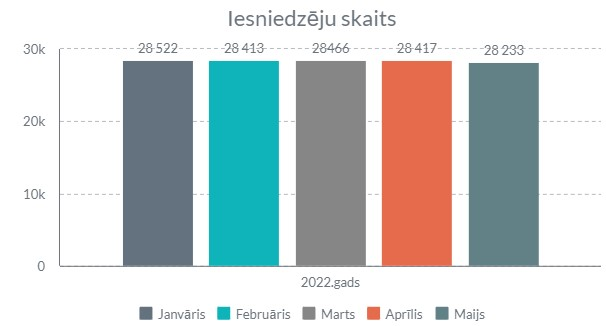 Iesniedzēju skaits
30k
28 522 28 413 28466 28 417 28 233
20k
10k
0
2022.gads
Janvāris Februāris Marts Aprīlis Maijs